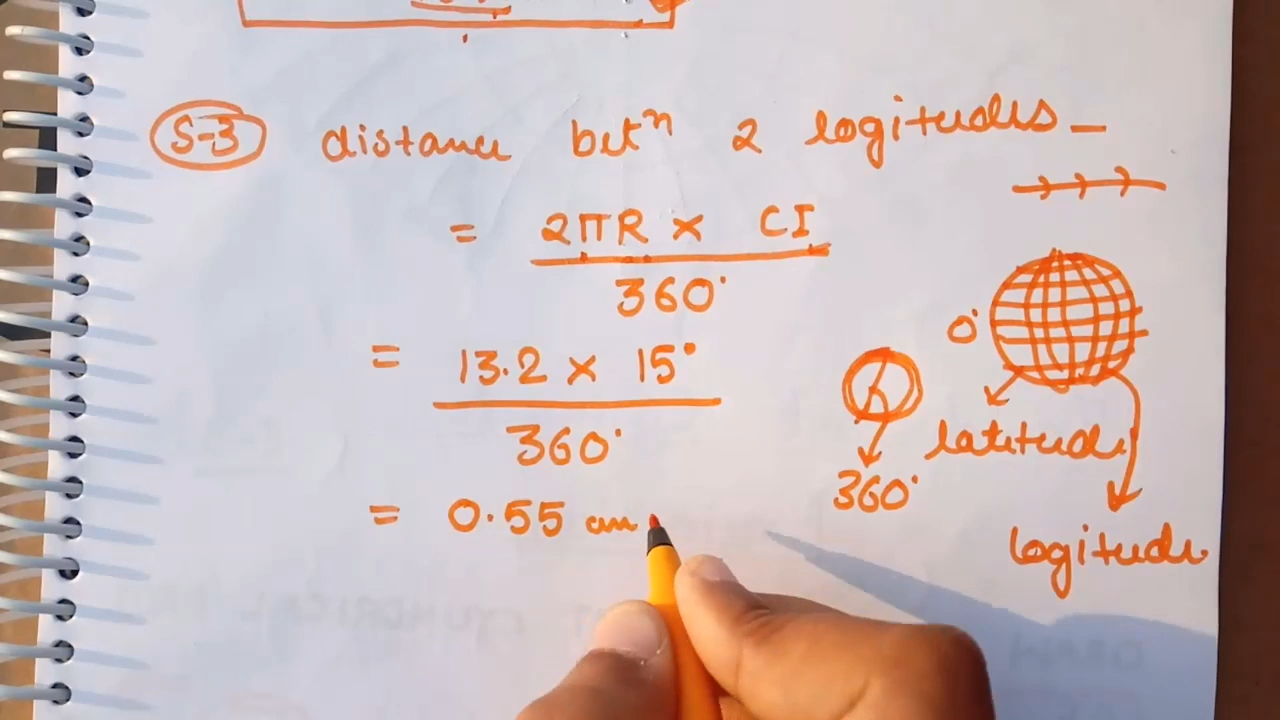 S-3 distance betⁿ 2 logitudes -
= 2πR × CI
360°
= 13.2 × 15°
360°
= 0.55 cm
0°
latitude
360°
logitude